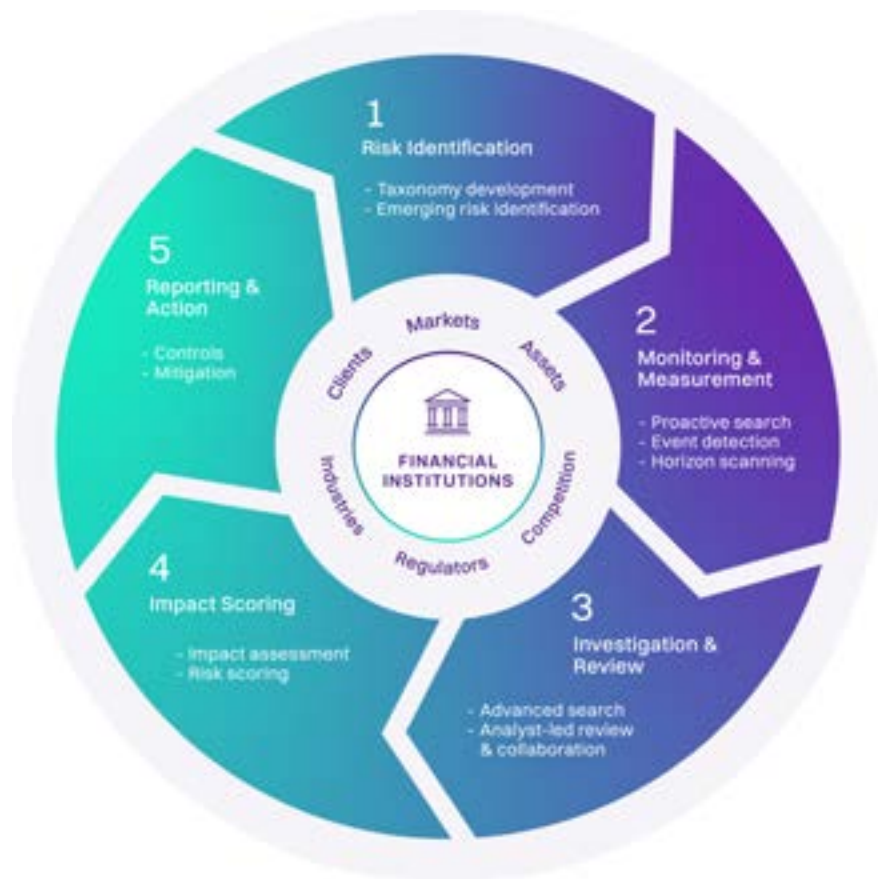 1
Risk Identification
- Taxonomy development
- Emerging risk Identification
2
Monitoring &
Measurement
- Proactive search
- Event detection
- Horizon scanning
3
Investigation &
Review
- Advanced search
- Analyst-led review
& collaboration
4
Impact Scoring
- Impact assessment
- Risk scoring
5
Reporting &
Action
- Controls
- Mitigation
Markets
Assets
Competition
Regulators
Industries
Clients
FINANCIAL
INSTITUTIONS